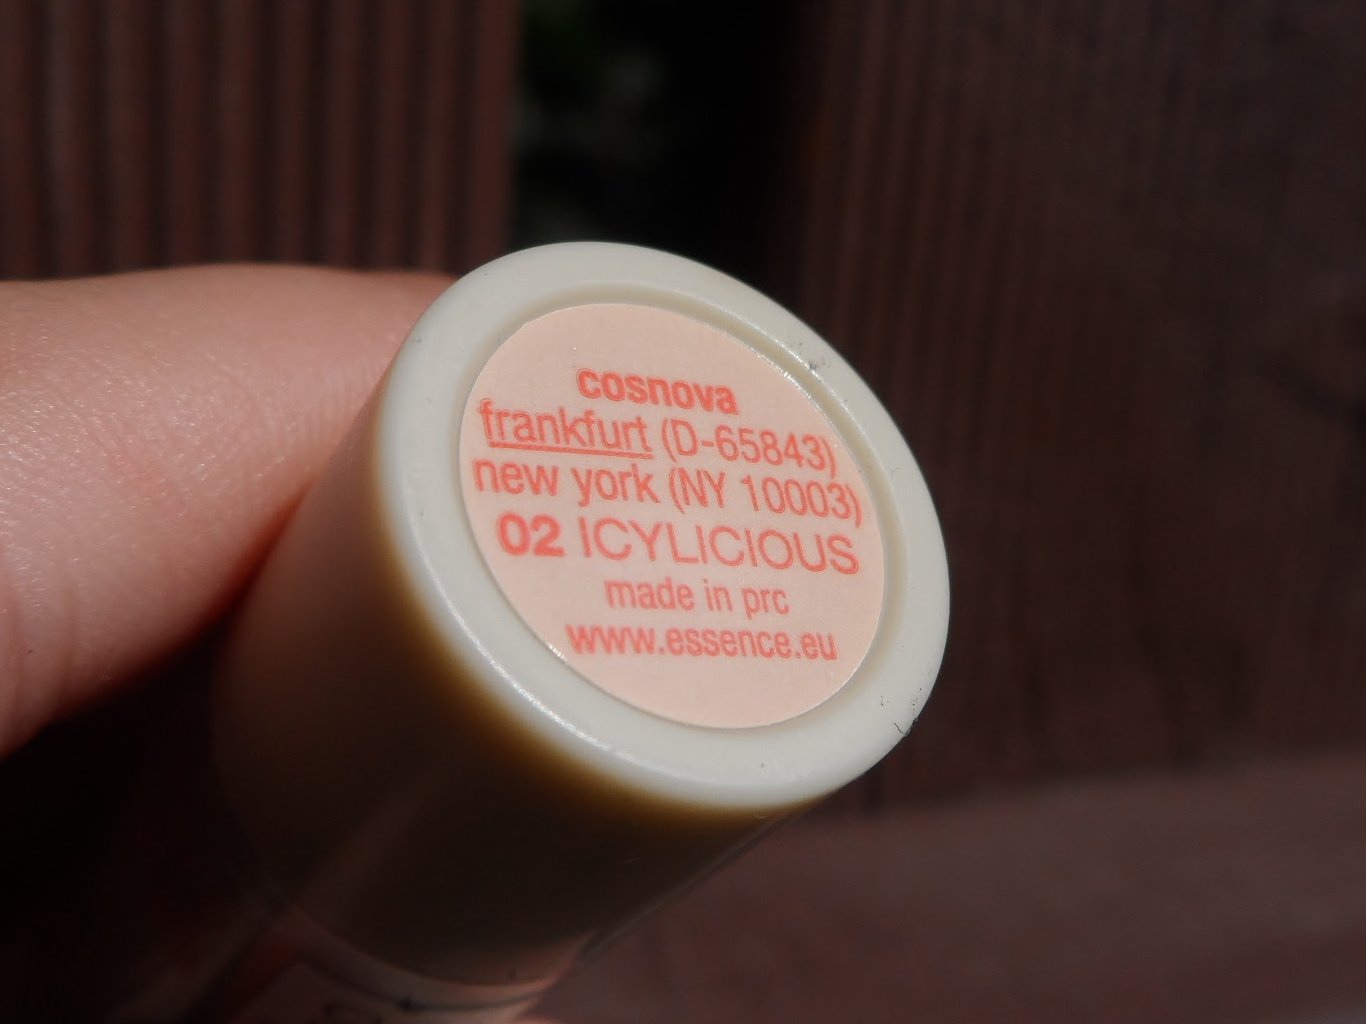 cosnova
frankfurt (D-65843)
new york (NY 10003)
02 ICYLICIOUS
made in prc
www.essence.eu